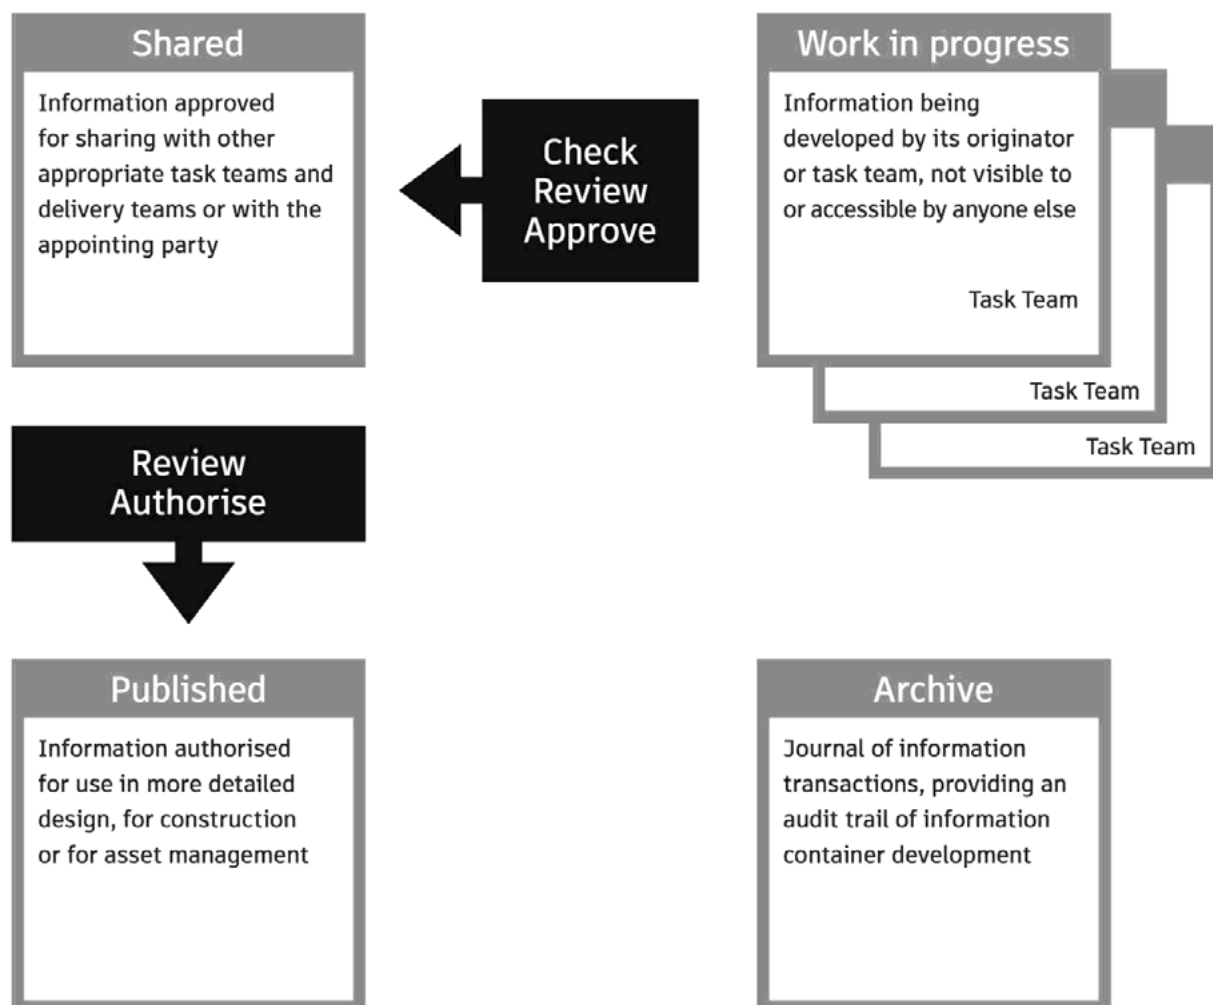 Shared
Information approved
for sharing with other
appropriate task teams and
delivery teams or with the
appointing party
Check
Review
Approve
Work in progress
Information being
developed by its originator
or task team, not visible to
or accessible by anyone else
Task Team
Task Team
Task Team
Review
Authorise
Published
Information authorised
for use in more detailed
design, for construction
or for asset management
Archive
Journal of information
transactions, providing an
audit trail of information
container development